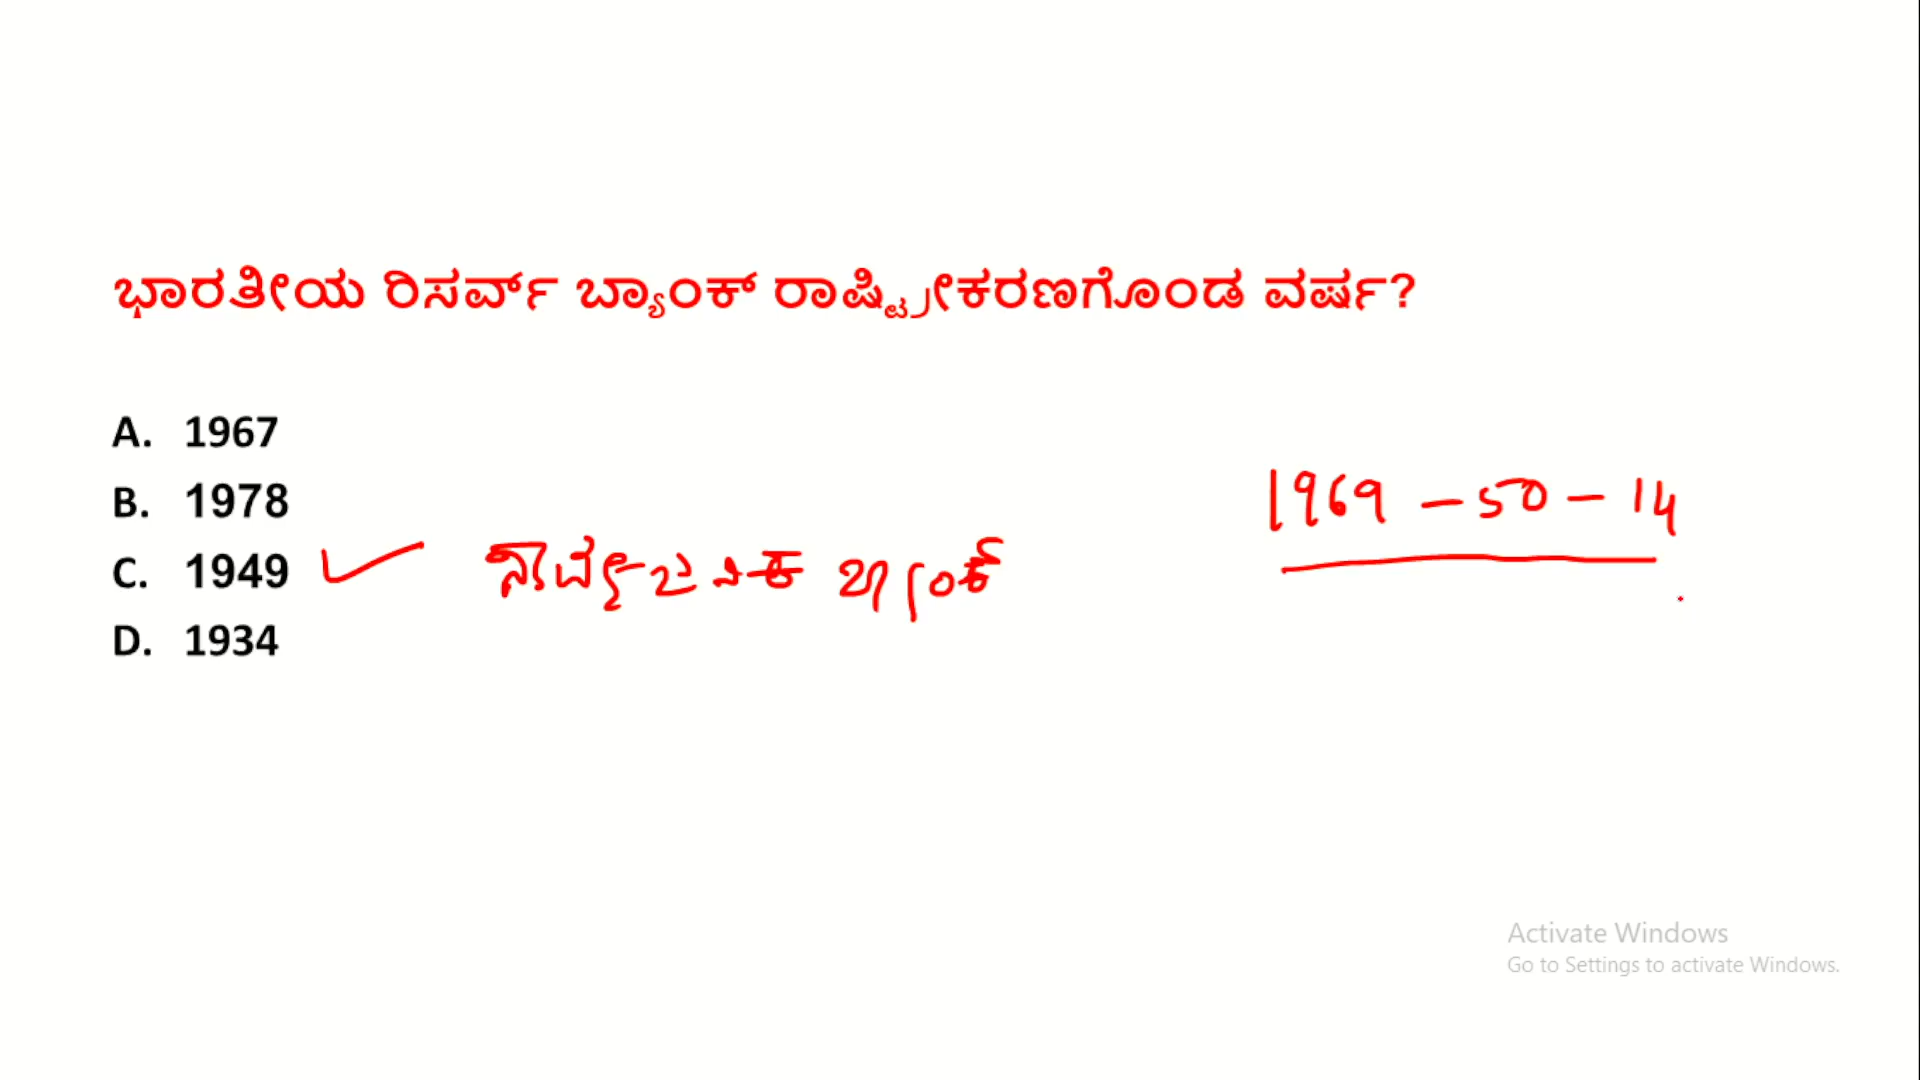 ಭಾರತೀಯ ರಿಸರ್ವ್ ಬ್ಯಾಂಕ್ ರಾಷ್ಟ್ರೀಕರಣಗೊಂಡ ವರ್ಷ?
A. 1967
B. 1978
C. 1949
D. 1934
ಸಾರ್ವಜನಿಕ ಬ್ಯಾಂಕ್
1969 – 50 – 14
Activate Windows
Go to Settings to activate Windows.